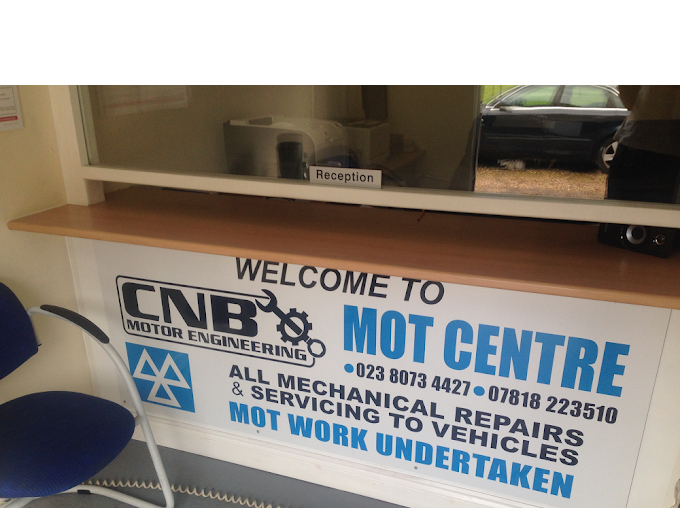 Reception
WELCOME TO
CNB
MOTOR ENGINEERING
MOT CENTRE
•023 8073 4427•07818 223510
ALL MECHANICAL REPAIRS
& SERVICING TO VEHICLES
MOT WORK UNDERTAKEN